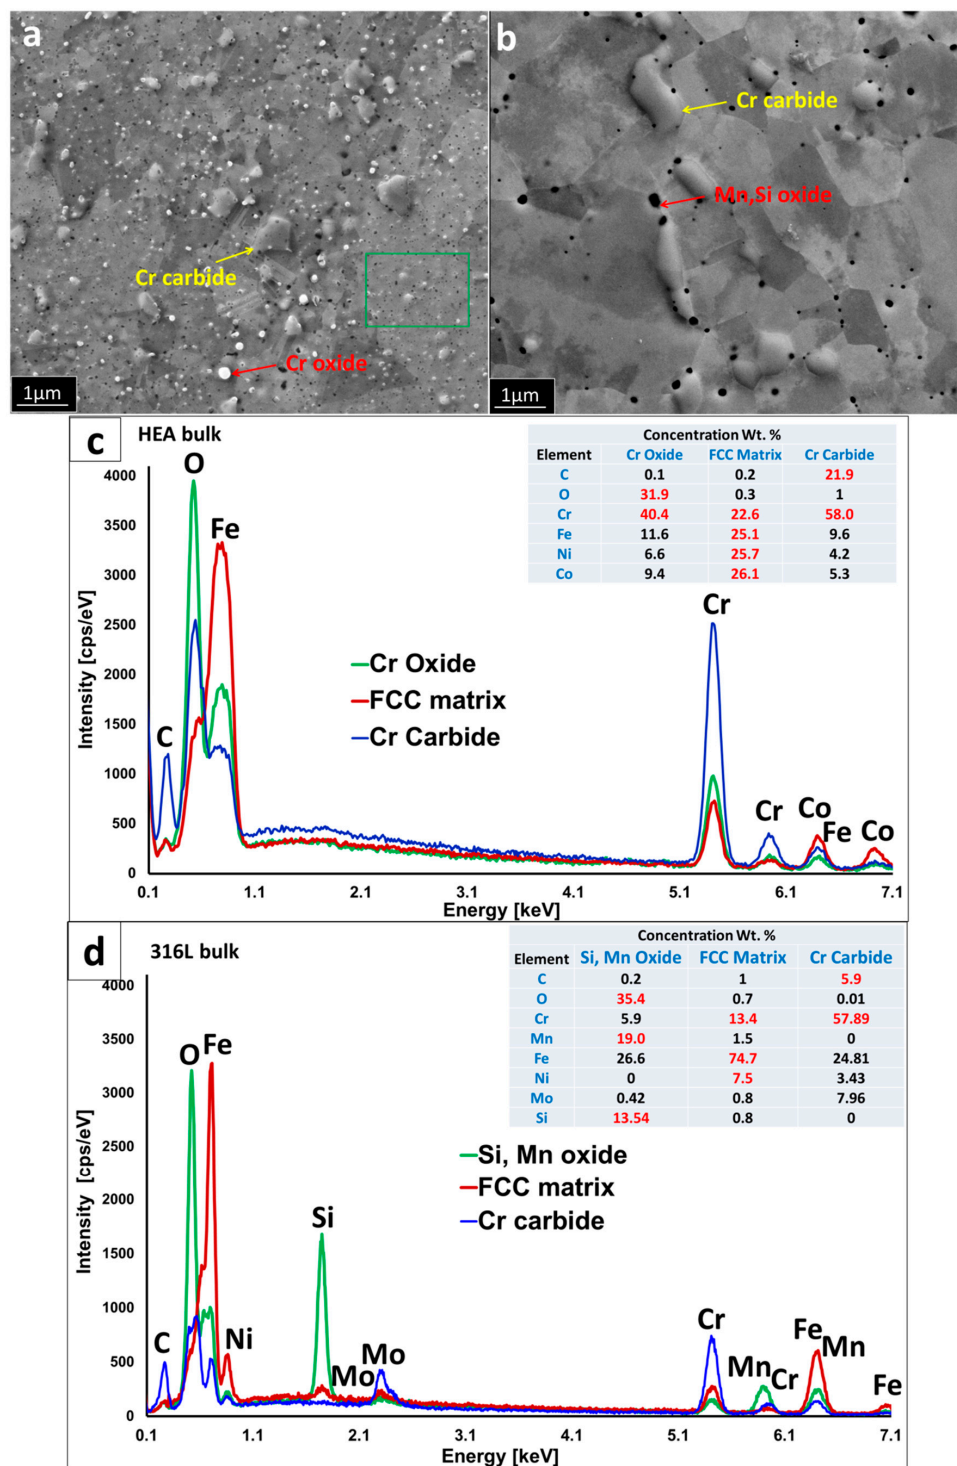 a
Cr carbide
Cr oxide
1μm
b
Cr carbide
Mn,Si oxide
1μm
c
HEA bulk
Concentration Wt. %
Element Cr Oxide FCC Matrix Cr Carbide
C 0.1 0.2 21.9
O 31.9 0.3 1
Cr 40.4 22.6 58.0
Fe 11.6 25.1 9.6
Ni 6.6 25.7 4.2
Co 9.4 26.1 5.3
Intensity [cps/eV]
4000
3500
3000
2500
2000
1500
1000
500
0
O
Fe
C
Cr
Cr
Co
Fe
Co
Cr Oxide
FCC matrix
Cr Carbide
0.1 1.1 2.1 3.1 4.1 5.1 6.1 7.1
Energy [keV]
d
316L bulk
Concentration Wt. %
Element Si, Mn Oxide FCC Matrix Cr Carbide
C 0.2 1 5.9
O 35.4 0.7 0.01
Cr 5.9 13.4 57.89
Mn 19.0 1.5 0
Fe 26.6 74.7 24.81
Ni 0 7.5 3.43
Mo 0.42 0.8 7.96
Si 13.54 0.8 0
Intensity [cps/eV]
4000
3500
3000
2500
2000
1500
1000
500
0
O
Fe
C
Ni
Si
Mo
Mo
Cr
Mn
Cr
Fe
Mn
Fe
Si, Mn oxide
FCC matrix
Cr carbide
0.1 1.1 2.1 3.1 4.1 5.1 6.1 7.1
Energy [keV]